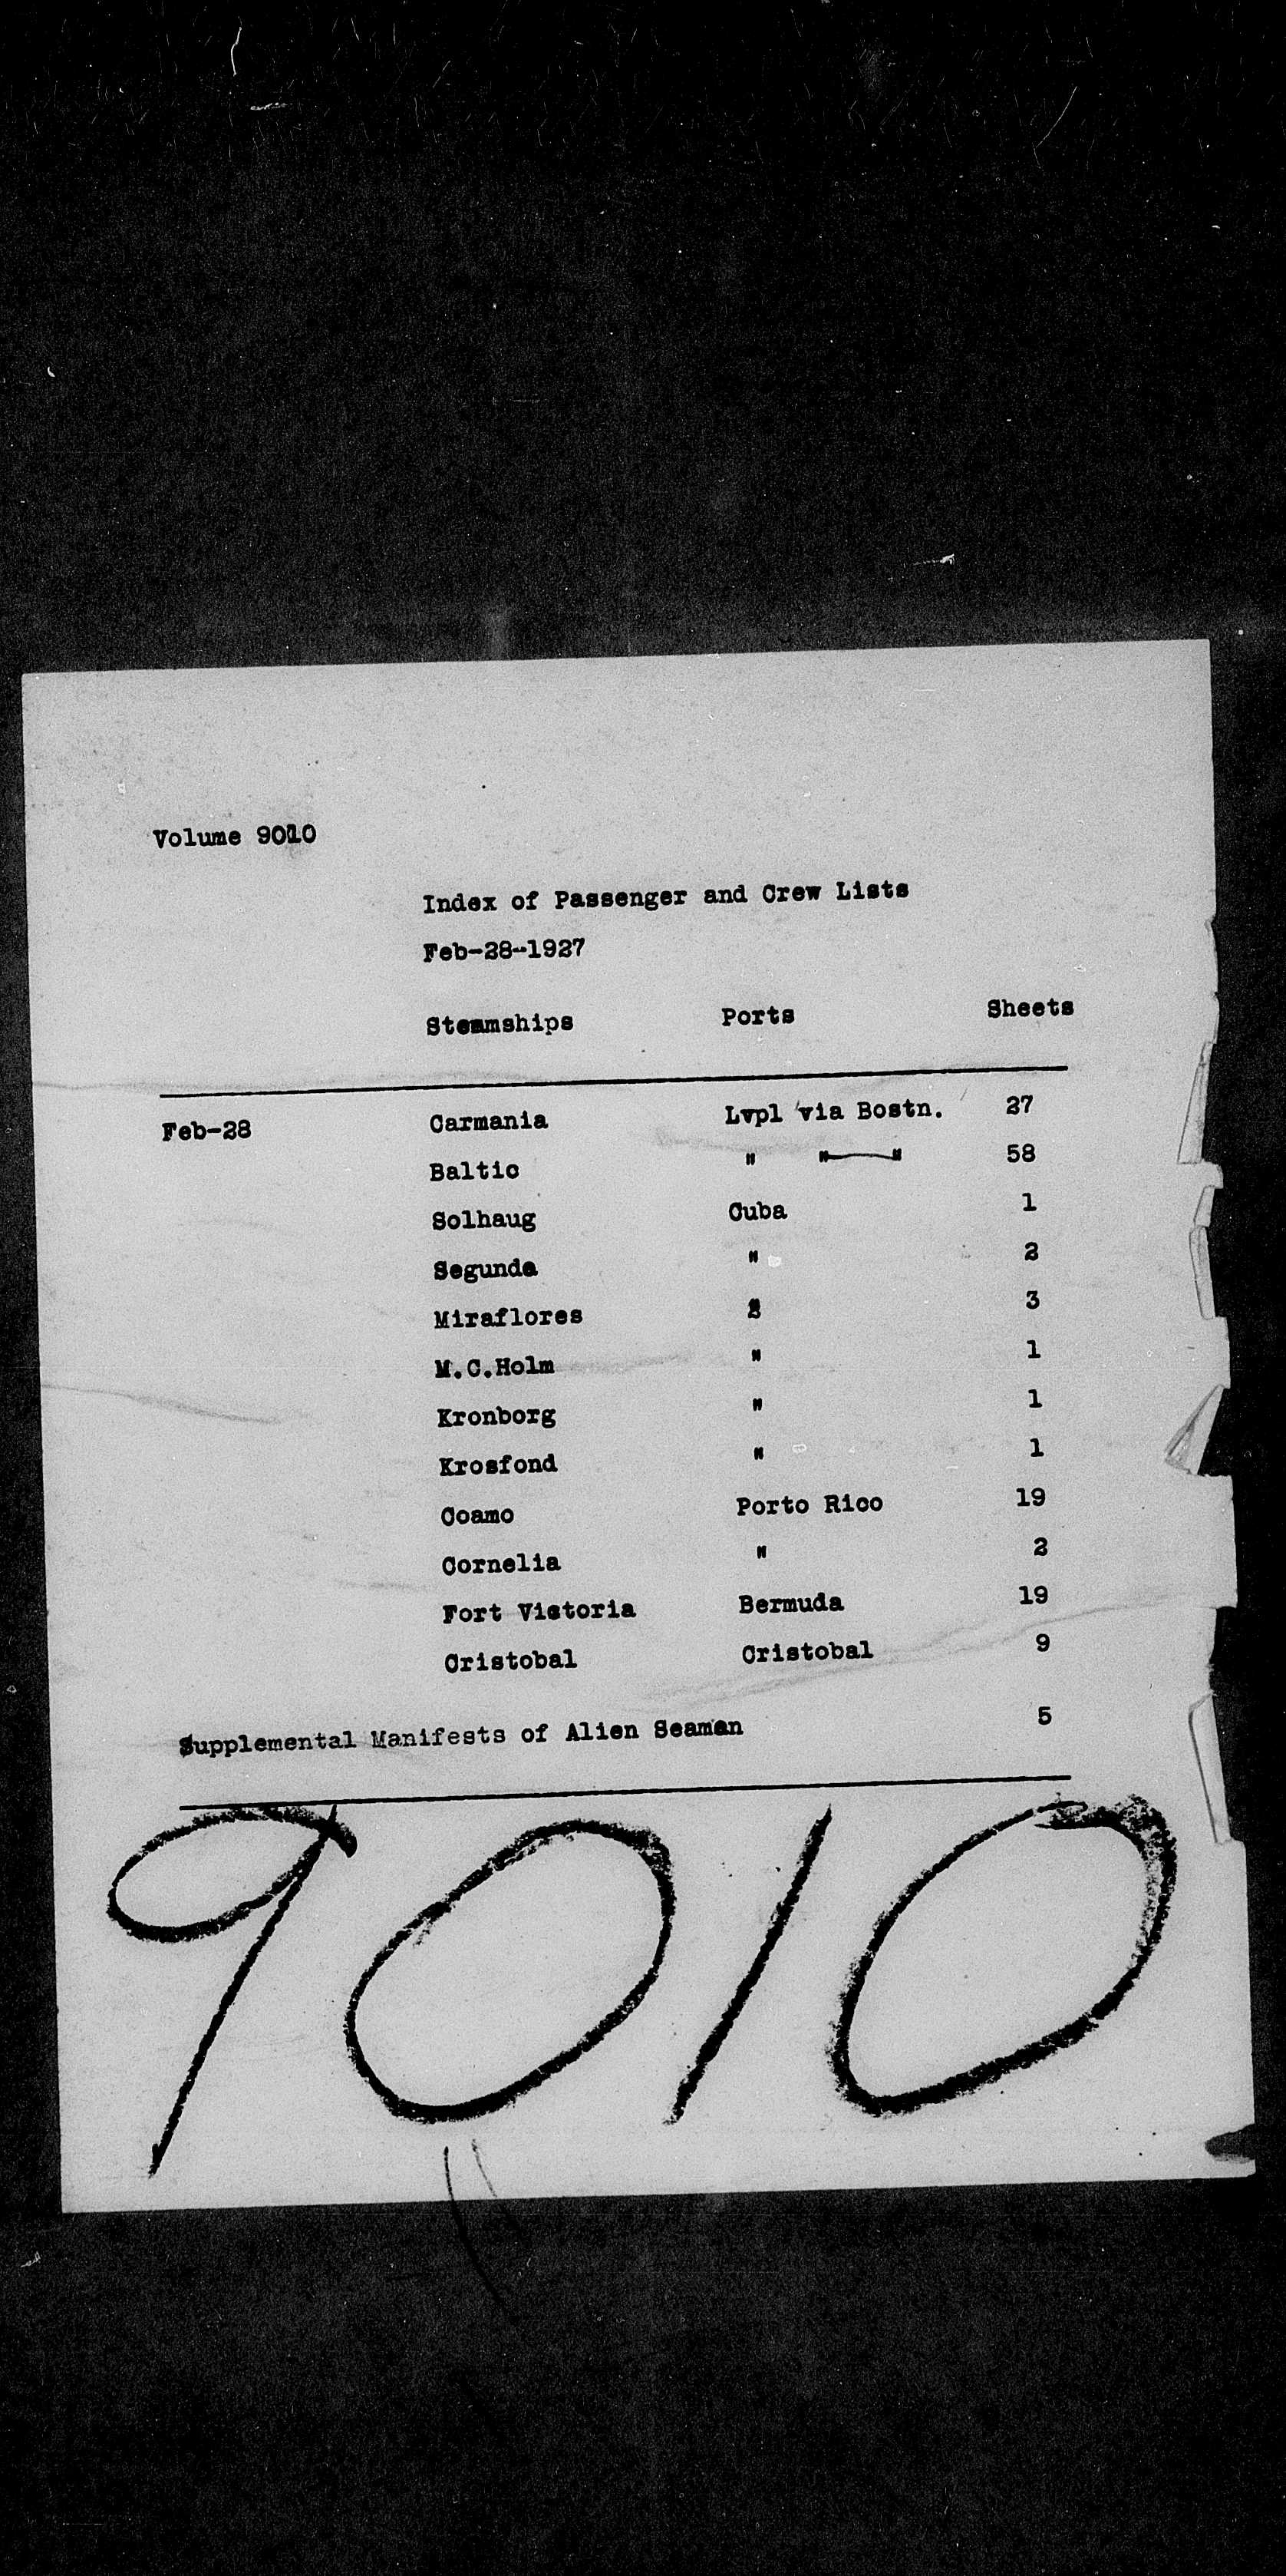 Volume 9010
Index of Passenger and Crew Lists
Feb-28-1927
Steamships Ports Sheets
Feb-28 Carmania Lvpl via Bostn. 27
Baltic " " — " 58
Solhaug Cuba 1
Segunda " 2
Miraflores " 3
M.C.Holm " 1
Kronborg " 1
Krosfond " 1
Coamo Porto Rico 19
Cornelia " 2
Fort Victoria Bermuda 19
Cristobal Cristobal 9
Supplemental Manifests of Alien Seaman 5
9010